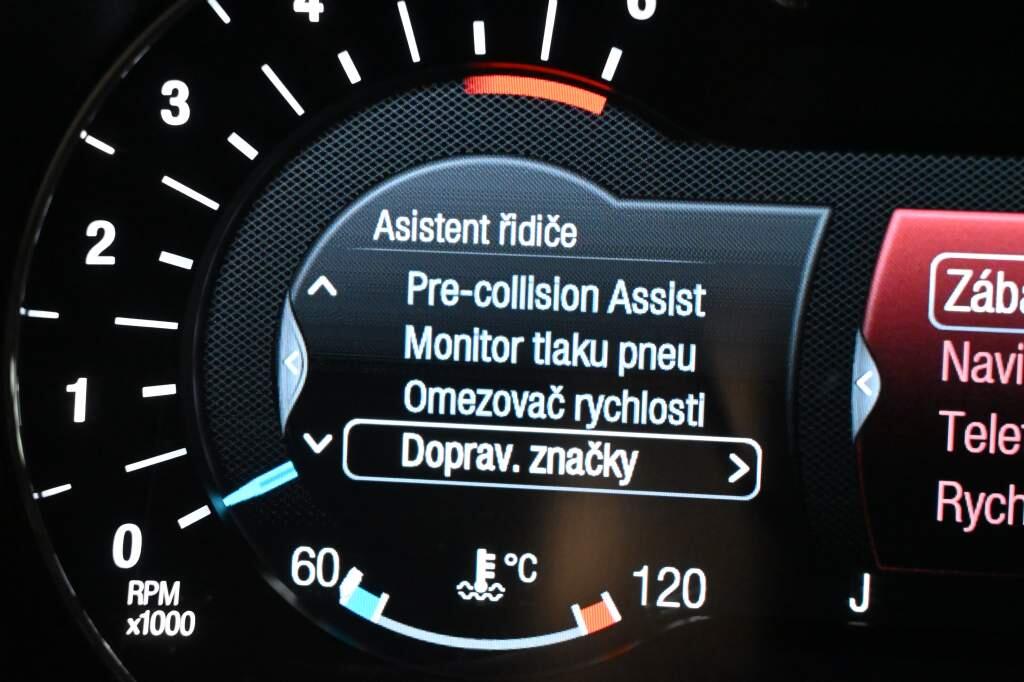 4
6
3
2
1
0
RPM
x1000
Asistent řidiče
Pre-collision Assist
Monitor tlaku pneu
Omezovač rychlosti
Doprav. značky
60
°C
120
J